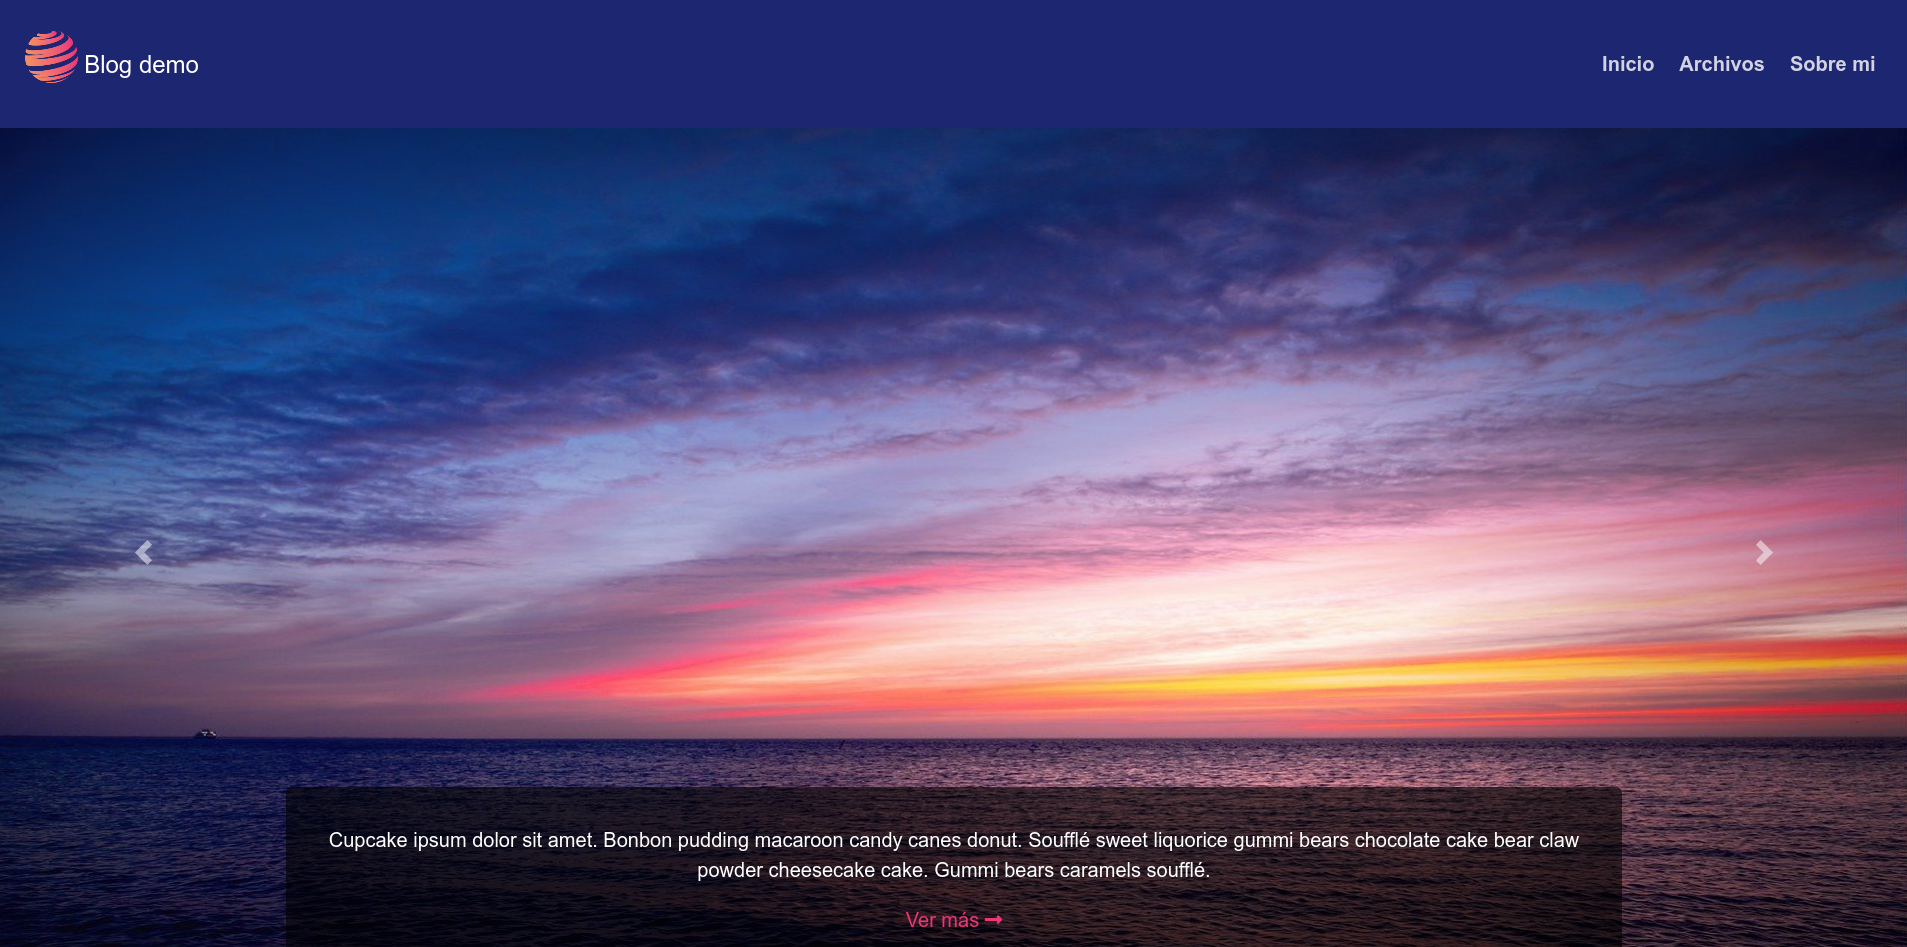 Blog demo
Inicio Archivos Sobre mi
Cupcake ipsum dolor sit amet. Bonbon pudding macaroon candy canes donut. Soufflé sweet liquorice gummi bears chocolate cake bear claw
powder cheesecake cake. Gummi bears caramels soufflé.
Ver más